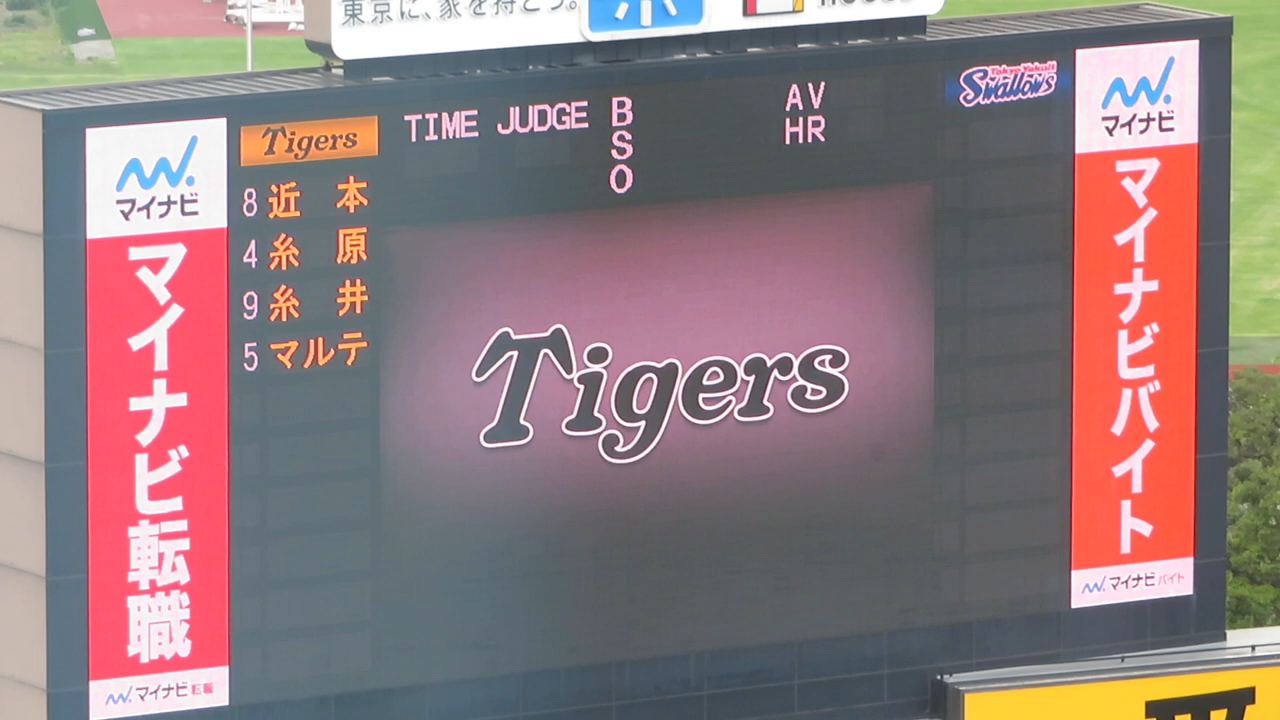 東京に、家を持とう。
Tokyo Yakult
Swallows
マイナビ
マイナビ転職
マイナビ転職
Tigers
8近 本
4糸 原
9糸 井
5マルテ
TIME JUDGE
B
S
O
AV
HR
Tigers
マイナビ
マイナビバイト
マイナビバイト